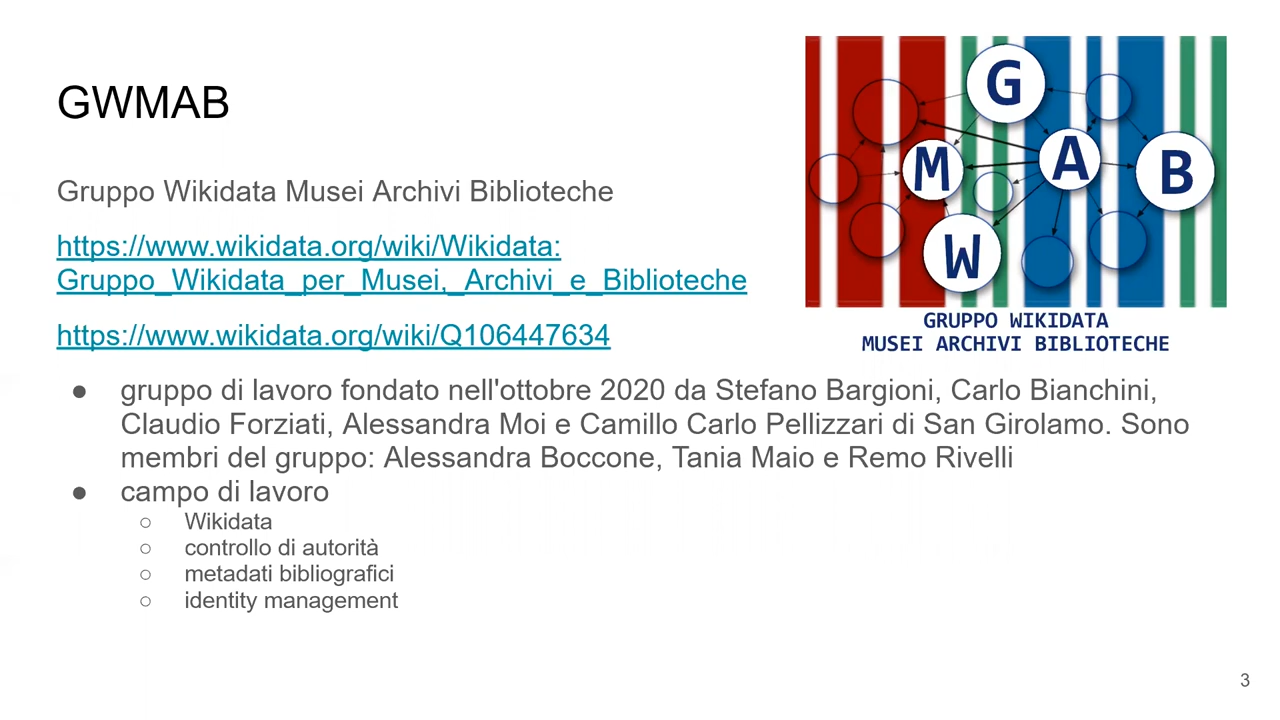 GWMAB
Gruppo Wikidata Musei Archivi Biblioteche
https://www.wikidata.org/wiki/Wikidata:
Gruppo_Wikidata_per_Musei,_Archivi_e_Biblioteche
https://www.wikidata.org/wiki/Q106447634
G
M
A
B
W
GRUPPO WIKIDATA
MUSEI ARCHIVI BIBLIOTECHE
● gruppo di lavoro fondato nell'ottobre 2020 da Stefano Bargioni, Carlo Bianchini,
Claudio Forziati, Alessandra Moi e Camillo Carlo Pellizzari di San Girolamo. Sono
membri del gruppo: Alessandra Boccone, Tania Maio e Remo Rivelli
● campo di lavoro
○ Wikidata
○ controllo di autorità
○ metadati bibliografici
○ identity management
3